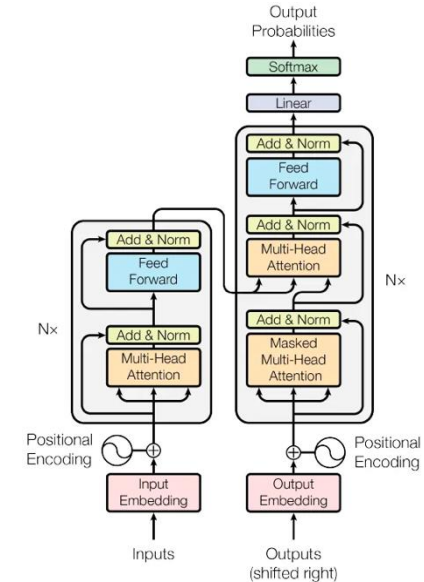 Output
Probabilities
Softmax
Linear
Add & Norm
Feed
Forward
Add & Norm
Multi-Head
Attention
Nx
Add & Norm
Masked
Multi-Head
Attention
Add & Norm
Feed
Forward
Nx
Add & Norm
Multi-Head
Attention
Positional
Encoding
Positional
Encoding
Input
Embedding
Output
Embedding
Inputs
Outputs
(shifted right)